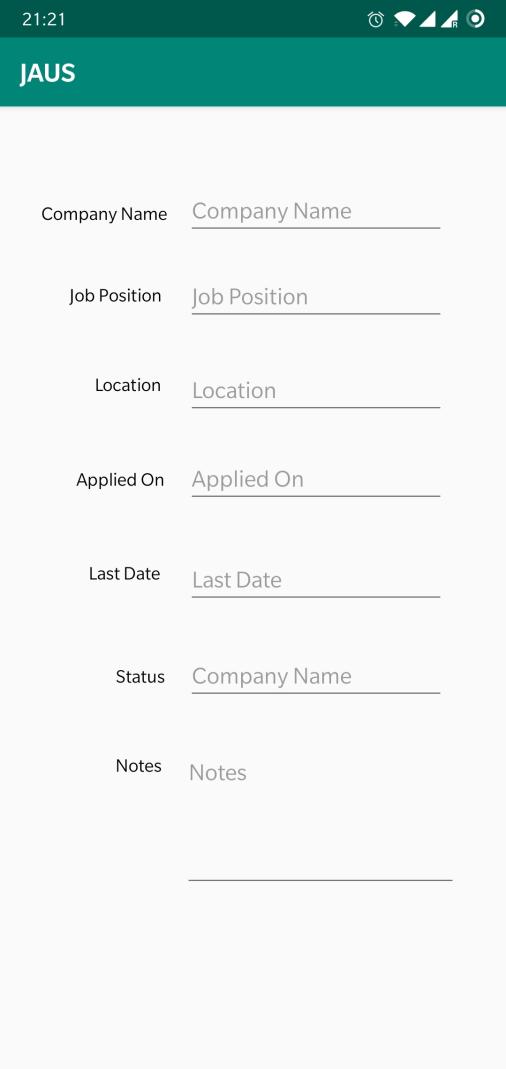 21:21
R
JAUS
Company Name Company Name
Job Position Job Position
Location Location
Applied On Applied On
Last Date Last Date
Status Company Name
Notes Notes